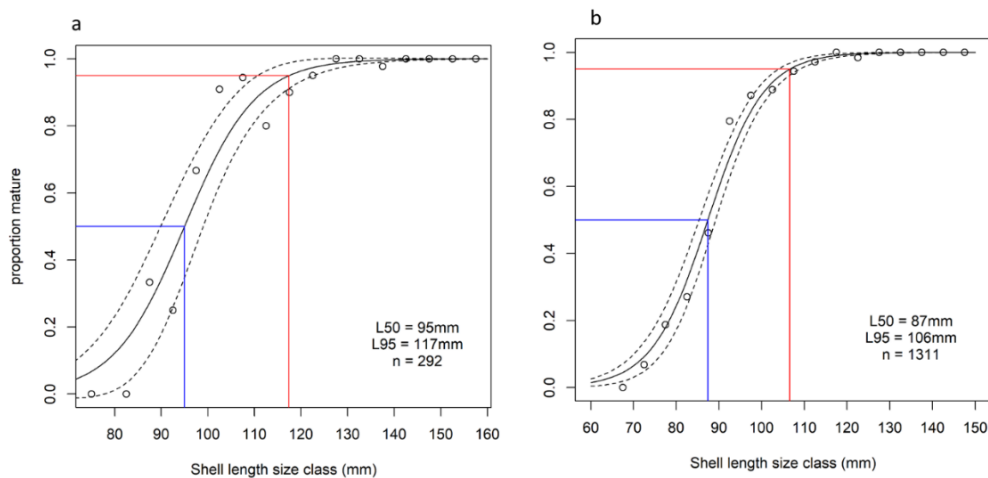 a
proportion mature
1.0
0.8
0.6
0.4
0.2
0.0
80 90 100 110 120 130 140 150 160
Shell length size class (mm)
L50 = 95mm
L95 = 117mm
n = 292
b
1.0
0.8
0.6
0.4
0.2
0.0
60 70 80 90 100 110 120 130 140 150
Shell length size class (mm)
L50 = 87mm
L95 = 106mm
n = 1311